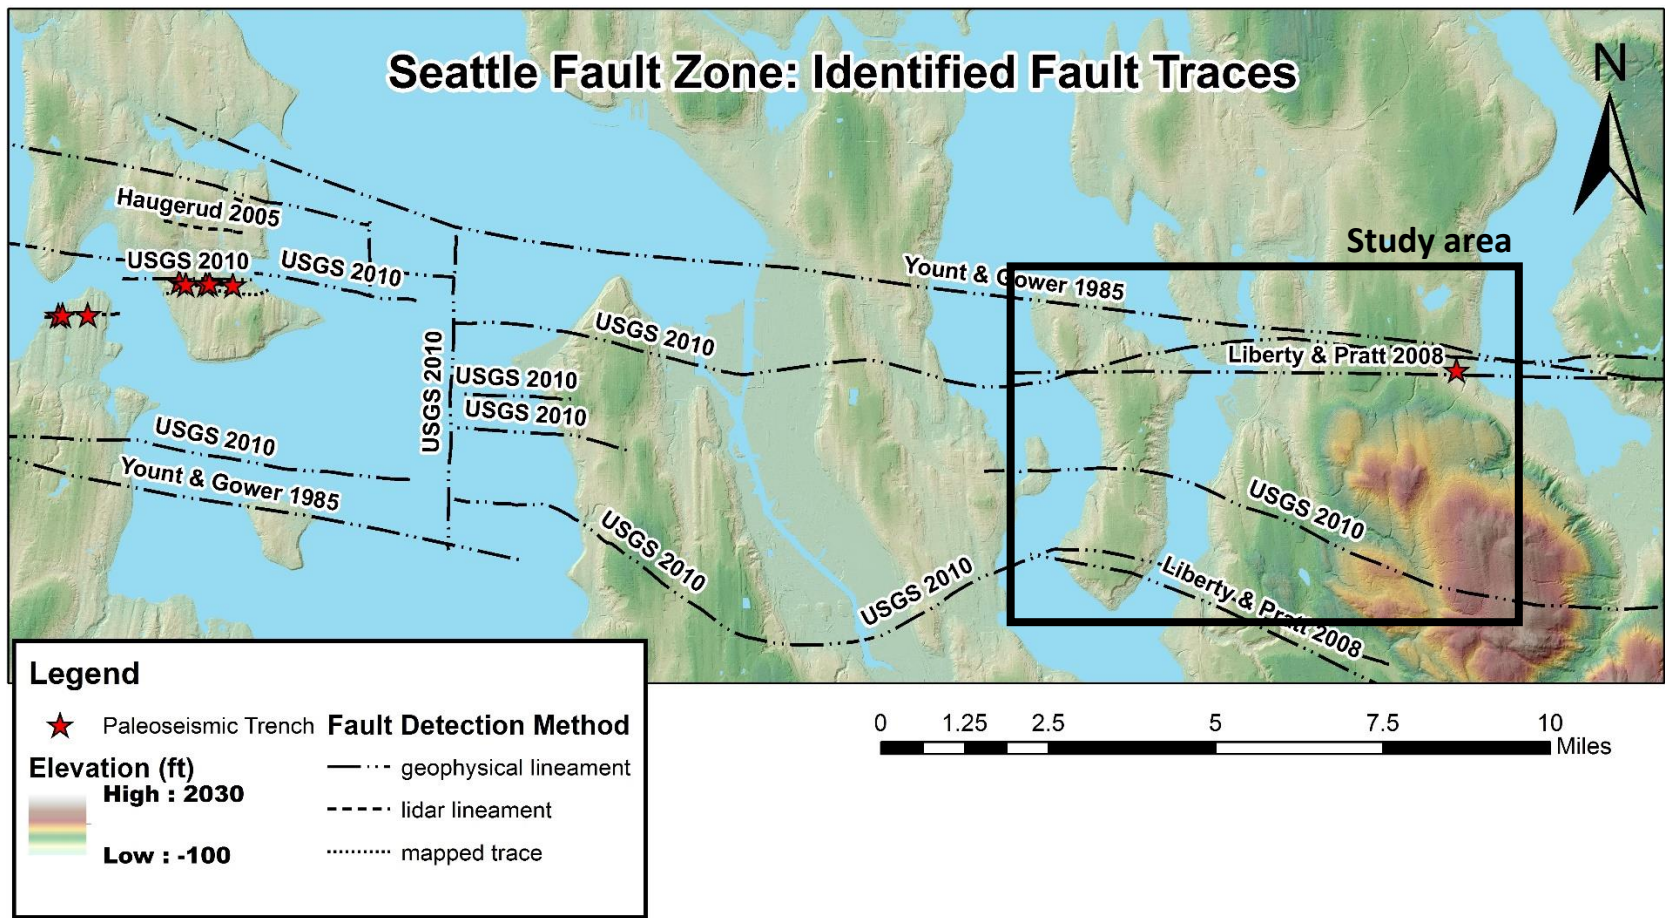 Seattle Fault Zone: Identified Fault Traces
N
Haugerud 2005
Study area
USGS 2010
USGS 2010
Yount & Gower 1985
USGS 2010
USGS 2010
Liberty & Pratt 2008
USGS 2010
USGS 2010
USGS 2010
Yount & Gower 1985
USGS 2010
USGS 2010
USGS 2010
Liberty & Pratt 2008
Legend
Paleoseismic Trench
Elevation (ft)
High : 2030
Low : -100
Fault Detection Method
geophysical lineament
lidar lineament
mapped trace
0 1.25 2.5 5 7.5 10
Miles